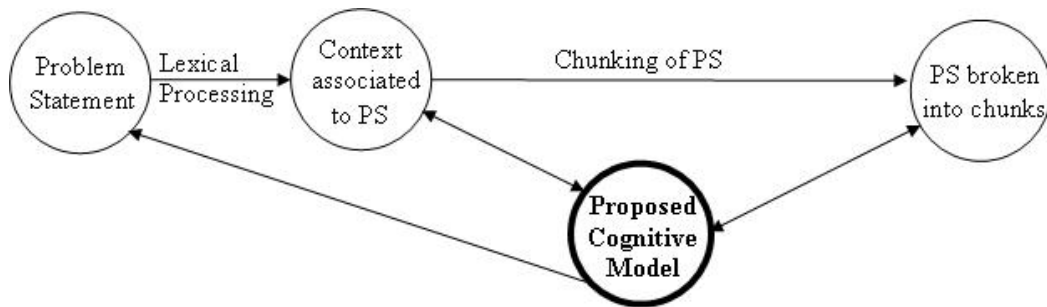 Problem
Statement
Lexical
Processing
Context
associated
to PS
Chunking of PS
PS broken
into chunks
Proposed
Cognitive
Model